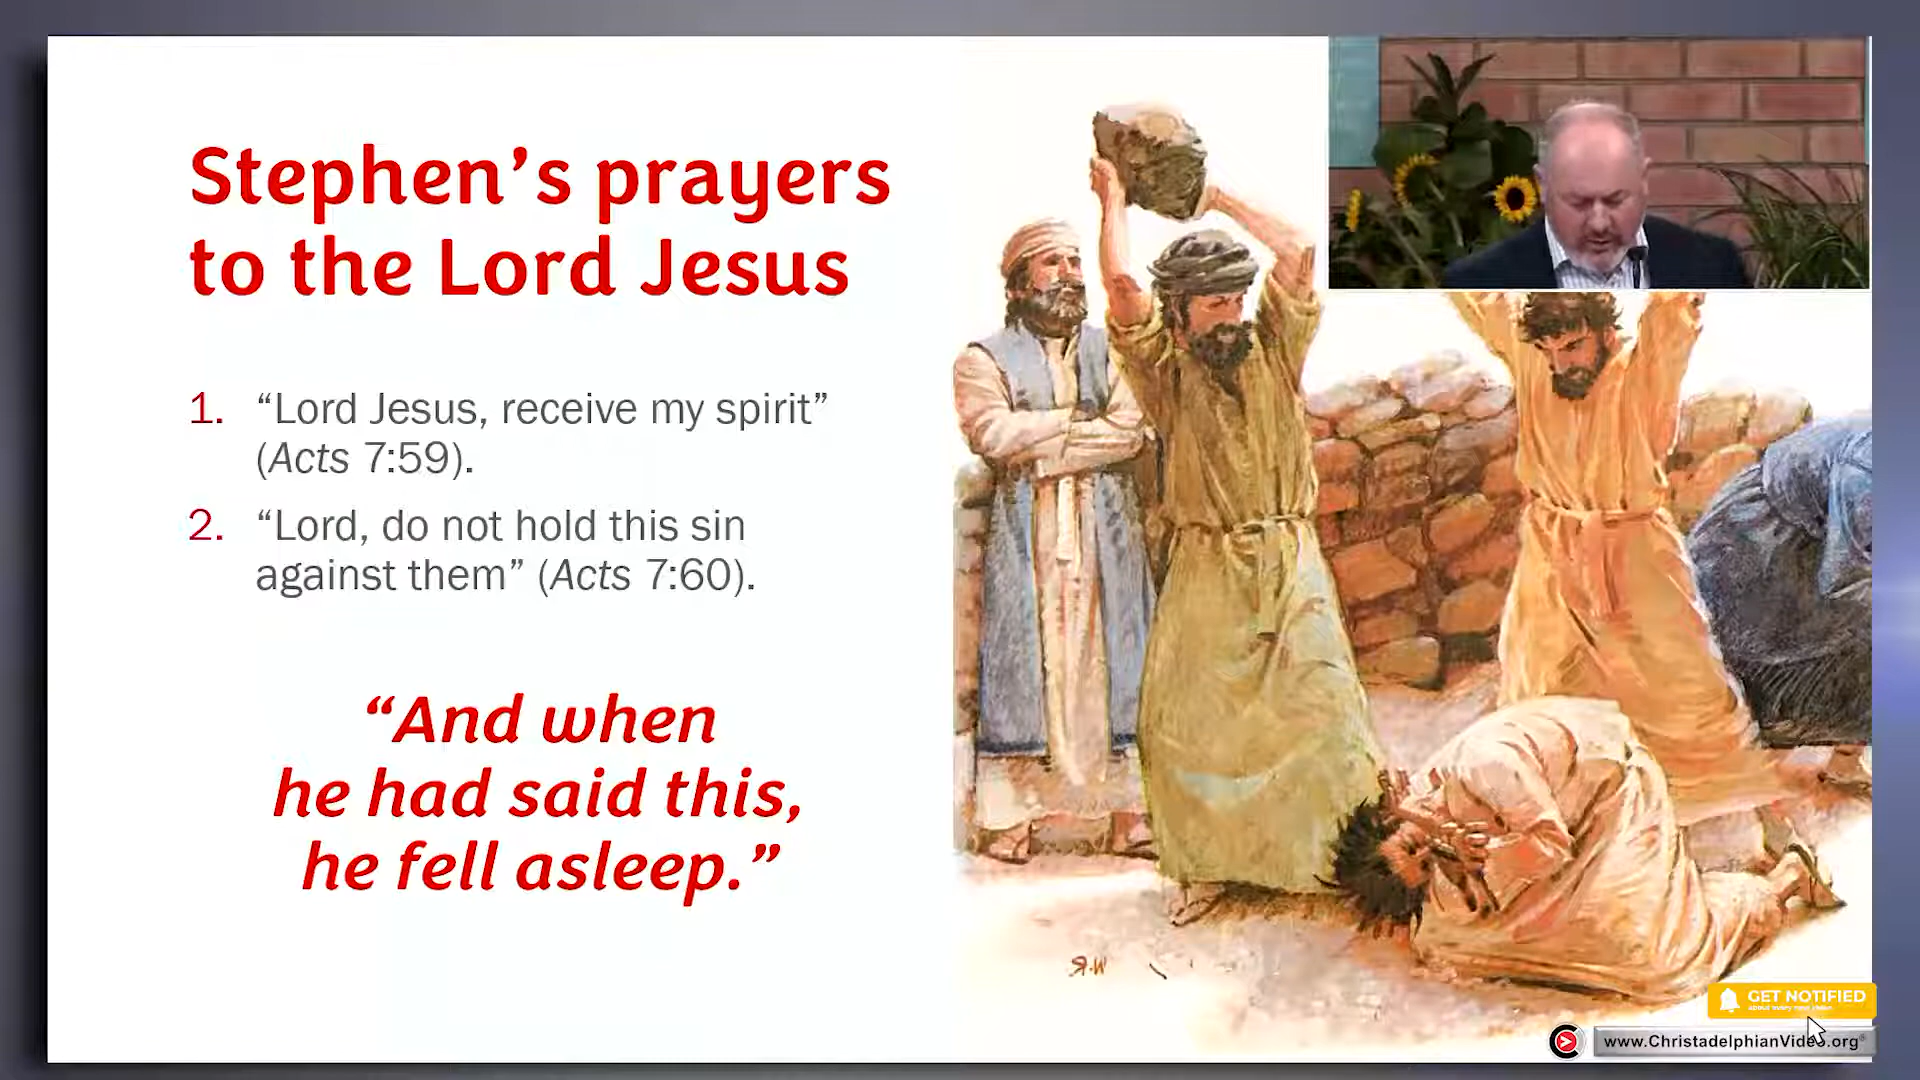 Stephen’s prayers
to the Lord Jesus
1. “Lord Jesus, receive my spirit”
(Acts 7:59).
2. “Lord, do not hold this sin
against them” (Acts 7:60).
“And when
he had said this,
he fell asleep.”
GET NOTIFIED
www.ChristadelphianVideo.org